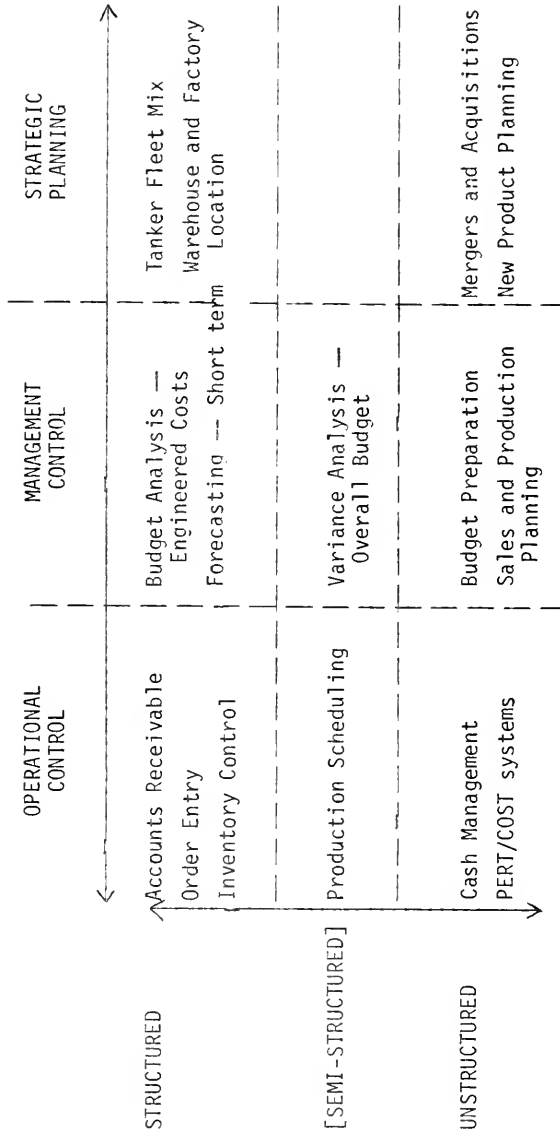 OPERATIONAL
CONTROL
MANAGEMENT
CONTROL
STRATEGIC
PLANNING
STRUCTURED
Accounts Receivable
Order Entry
Inventory Control
Budget Analysis —
Engineered Costs
Forecasting -- Short term
Tanker Fleet Mix
Warehouse and Factory
Location
[SEMI-STRUCTURED]
Production Scheduling
Variance Analysis —
Overall Budget
UNSTRUCTURED
Cash Management
PERT/COST systems
Budget Preparation
Sales and Production
Planning
Mergers and Acquisitions
New Product Planning